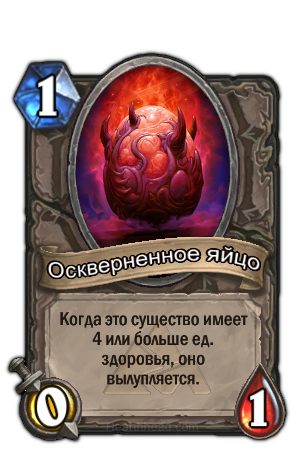 1
Оскверненное яйцо
Когда это существо имеет
4 или больше ед.
здоровья, оно
вылупляется.
0
1